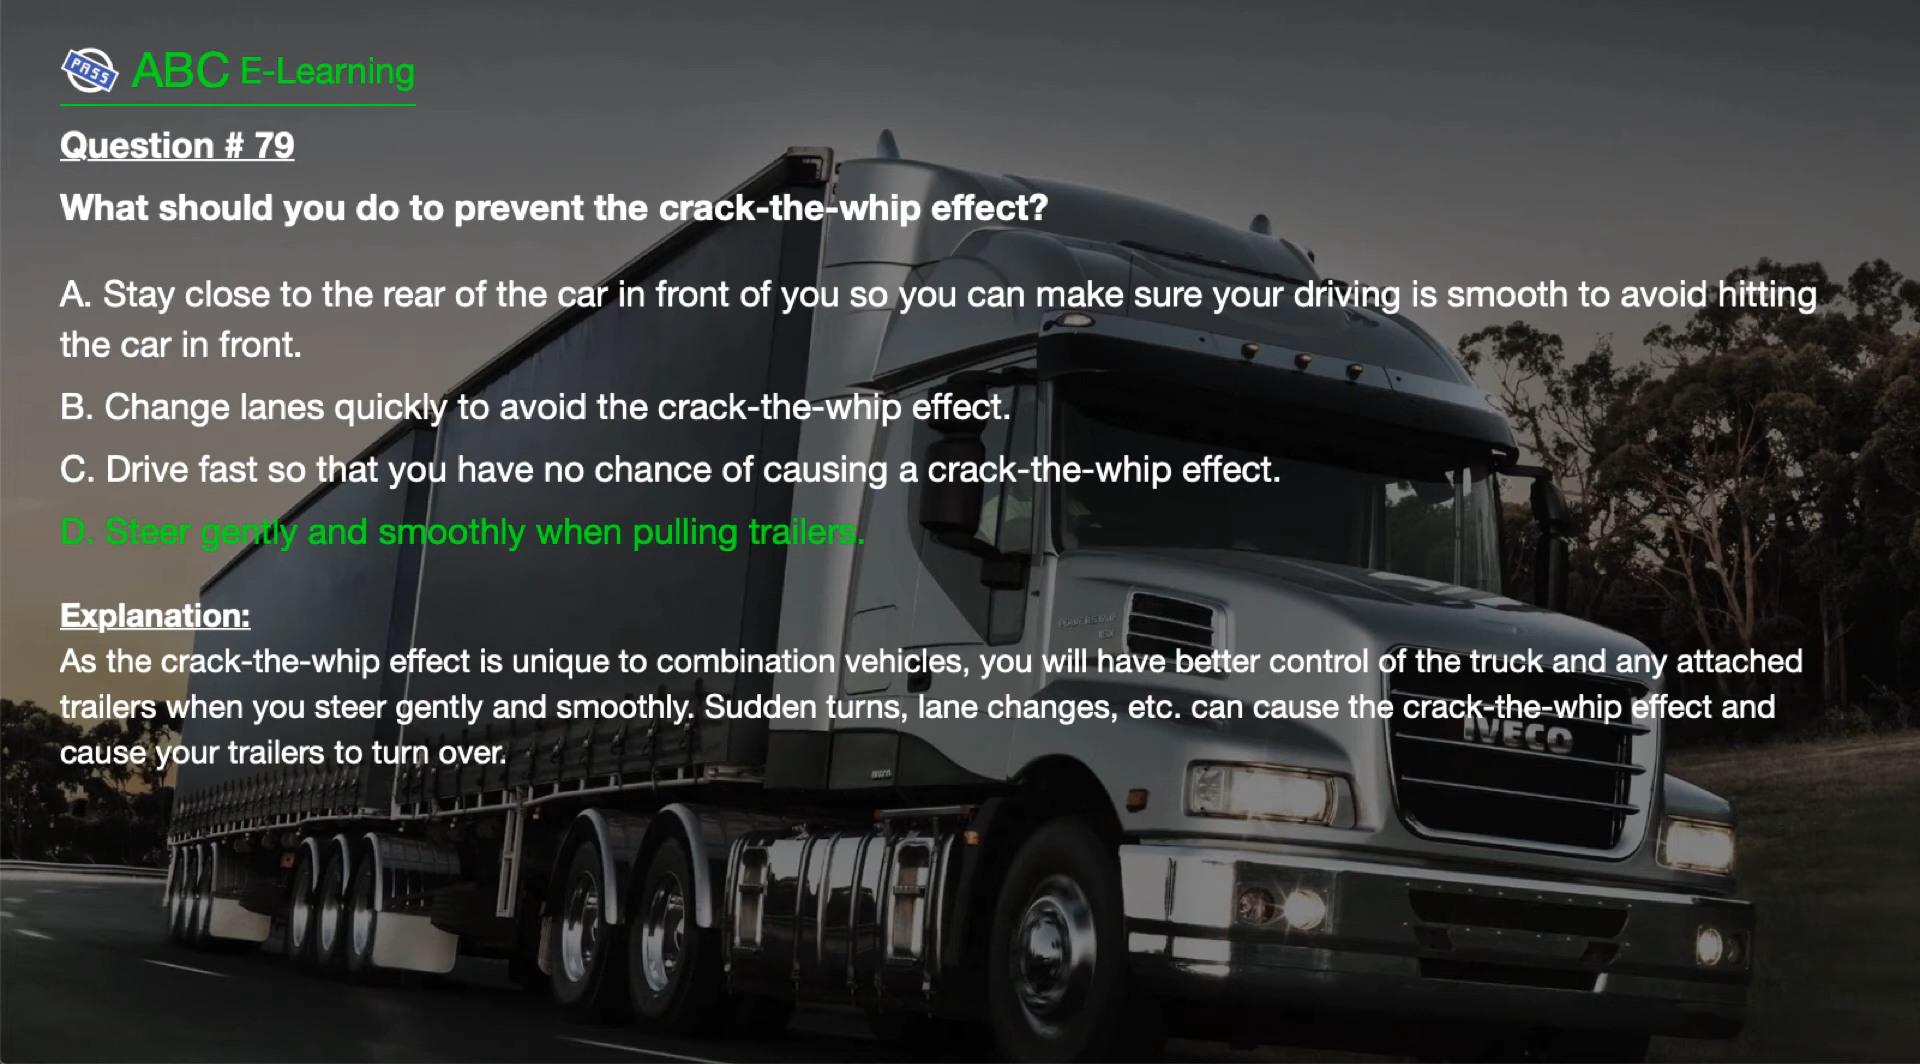 PASS ABC E-Learning
Question # 79
What should you do to prevent the crack-the-whip effect?
A. Stay close to the rear of the car in front of you so you can make sure your driving is smooth to avoid hitting
the car in front.
B. Change lanes quickly to avoid the crack-the-whip effect.
C. Drive fast so that you have no chance of causing a crack-the-whip effect.
D. Steer gently and smoothly when pulling trailers.
Explanation:
As the crack-the-whip effect is unique to combination vehicles, you will have better control of the truck and any attached
trailers when you steer gently and smoothly. Sudden turns, lane changes, etc. can cause the crack-the-whip effect and
cause your trailers to turn over.
POWERSTAR
IVECO